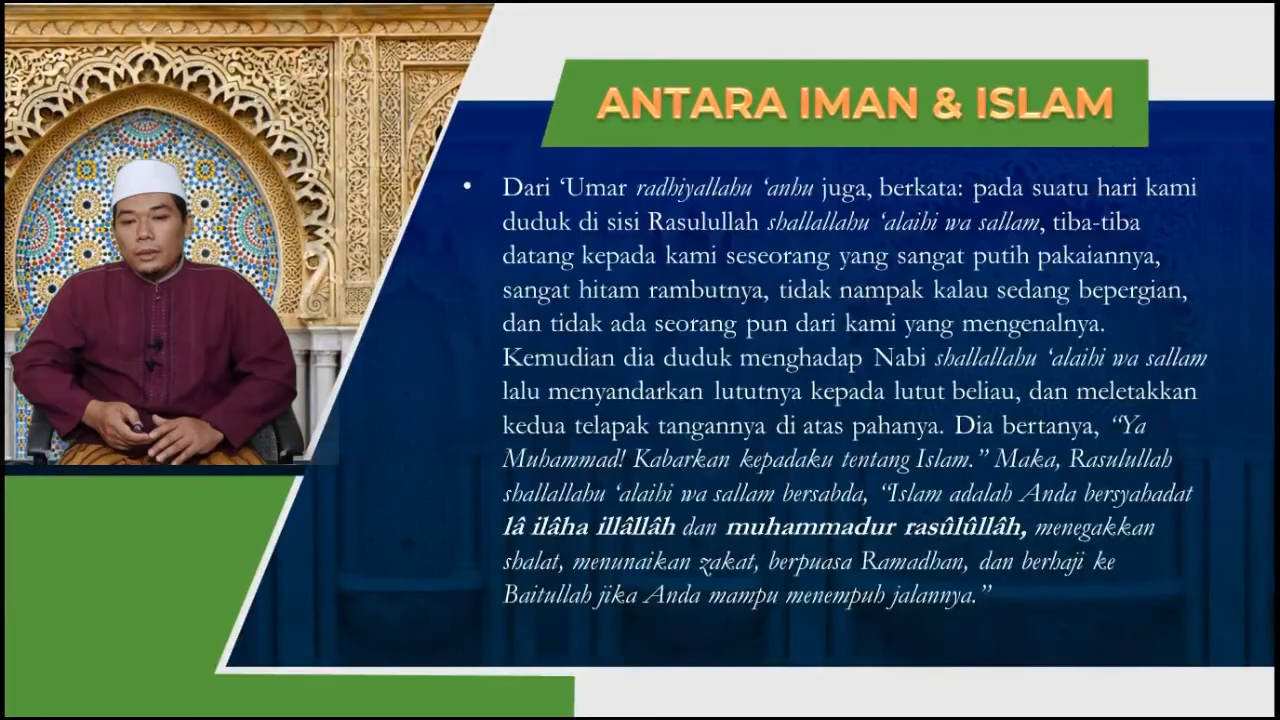 ANTARA IMAN & ISLAM
• Dari ‘Umar radhiyallahu ‘anhu juga, berkata: pada suatu hari kami
duduk di sisi Rasulullah shallallahu ‘alaihi wa sallam, tiba-tiba
datang kepada kami seseorang yang sangat putih pakaiannya,
sangat hitam rambutnya, tidak nampak kalau sedang bepergian,
dan tidak ada seorang pun dari kami yang mengenalnya.
Kemudian dia duduk menghadap Nabi shallallahu ‘alaihi wa sallam
lalu menyandarkan lututnya kepada lutut beliau, dan meletakkan
kedua telapak tangannya di atas pahanya. Dia bertanya, “Ya
Muhammad! Kabarkan kepadaku tentang Islam.” Maka, Rasulullah
shallallahu ‘alaihi wa sallam bersabda, “Islam adalah Anda bersyahadat
lâ ilâha illâllâh dan muhammadur rasûlûllâh, menegakkan
shalat, menunaikan zakat, berpuasa Ramadhan, dan berhaji ke
Baitullah jika Anda mampu menempuh jalannya.”